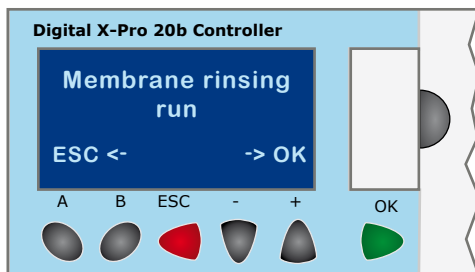 Digital X-Pro 20b Controller
Membrane rinsing
run
ESC <- -> OK
A B ESC - + OK